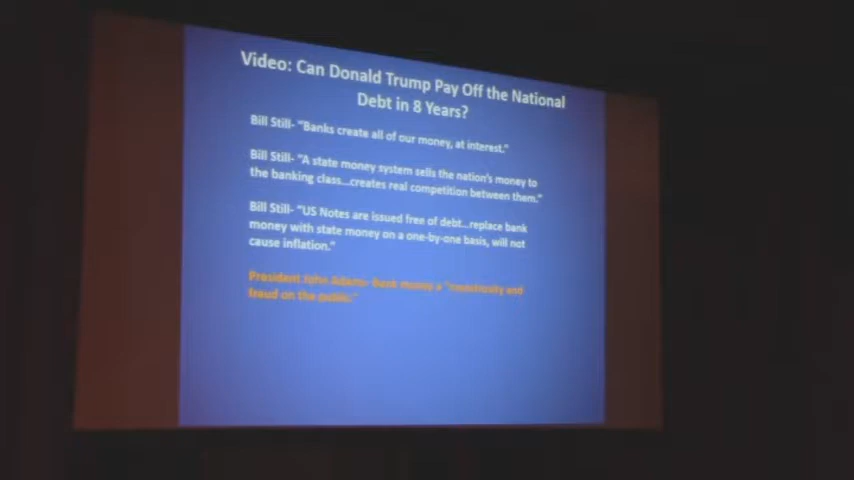 Video: Can Donald Trump Pay Off the National
Debt in 8 Years?
Bill Still- "Banks create all of our money, at interest."
Bill Still- "A state money system sells the nation's money to
the banking class...creates real competition between them."
Bill Still- "US Notes are issued free of debt...replace bank
money with state money on a one-by-one basis, will not
cause inflation."
President John Adams- Bank money a " and
fraud on the public."